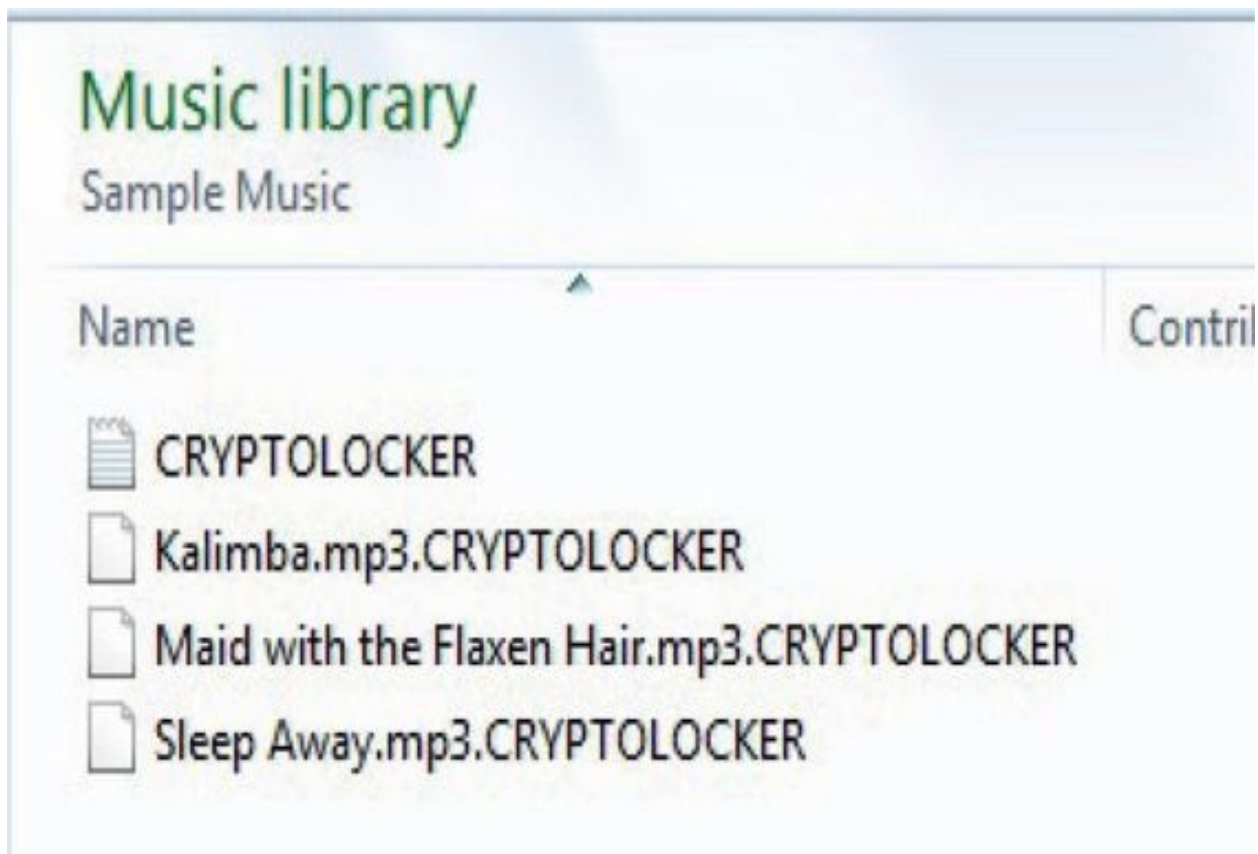 Music library
Sample Music
Name Contril
CRYPTOLOCKER
Kalimba.mp3.CRYPTOLOCKER
Maid with the Flaxen Hair.mp3.CRYPTOLOCKER
Sleep Away.mp3.CRYPTOLOCKER